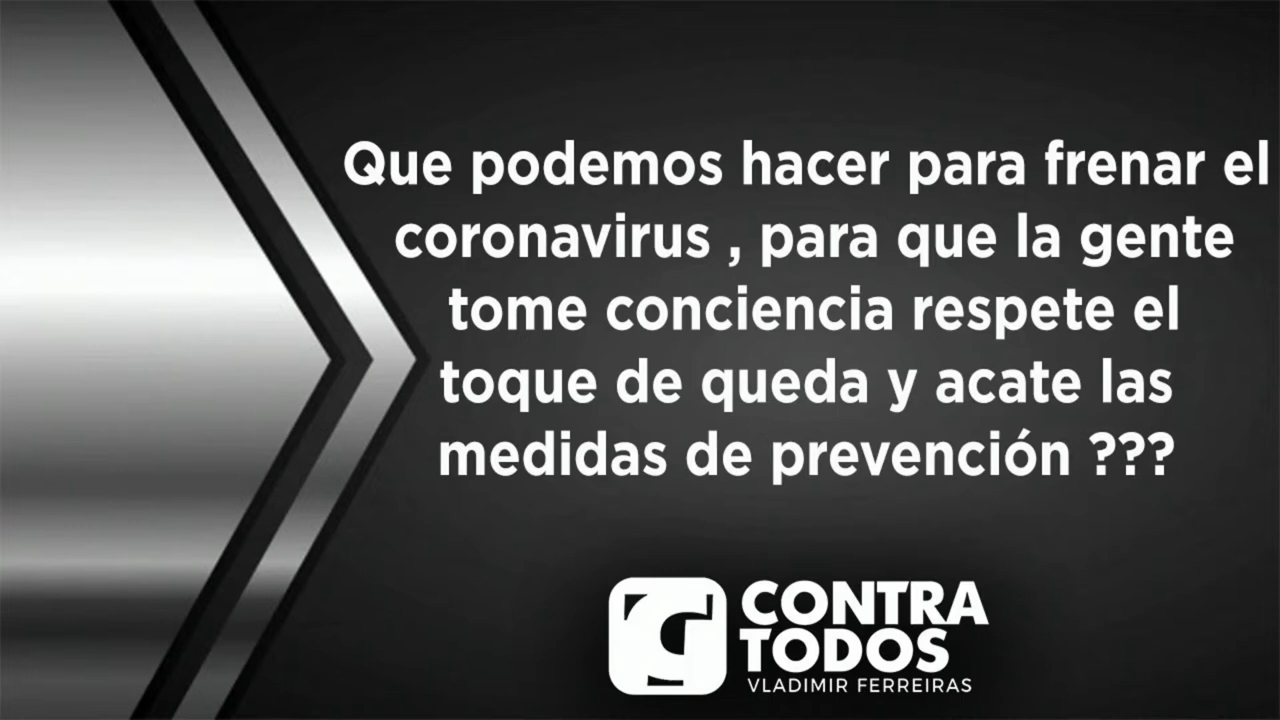 Que podemos hacer para frenar el
coronavirus , para que la gente
tome conciencia respete el
toque de queda y acate las
medidas de prevención ???
CONTRA
TODOS
VLADIMIR FERREIRAS